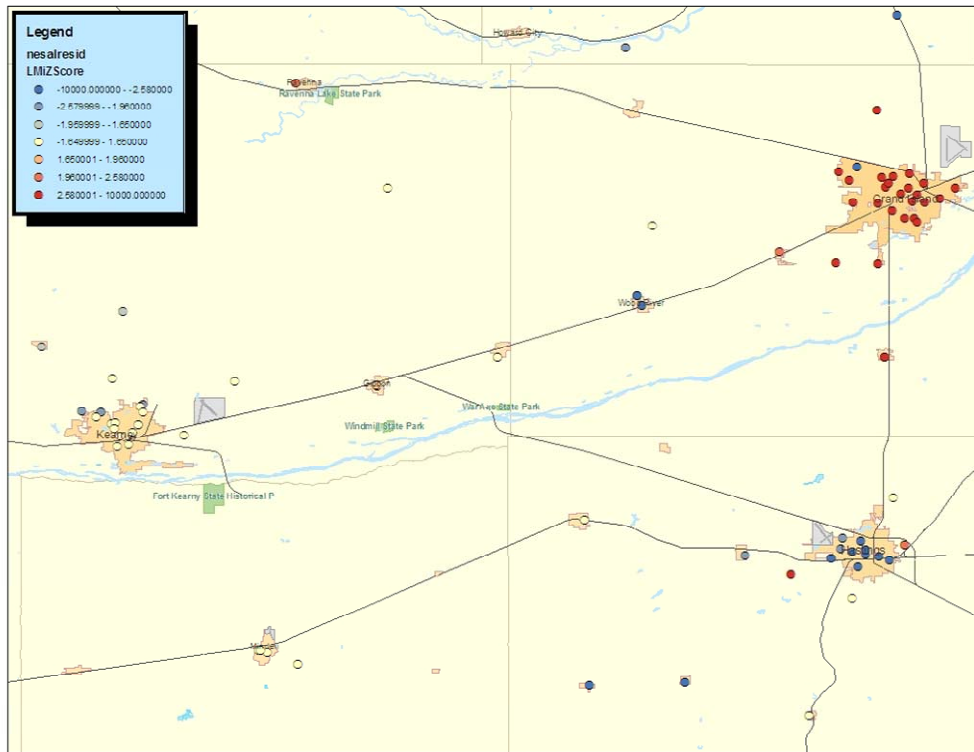 Legend
nesalresid
LMiZScore
-10000.000000 - -2.580000
-2.579999 - -1.960000
-1.959999 - -1.650000
-1.649999 - 1.650000
1.650001 - 1.960000
1.960001 - 2.580000
2.580001 - 10000.000000
Howard City
Ravenna
Ravenna Lake State Park
Grand Island
Wood River
Gibbon
War Axe State Park
Windmill State Park
Kearney
Fort Kearny State Historical P
Hastings